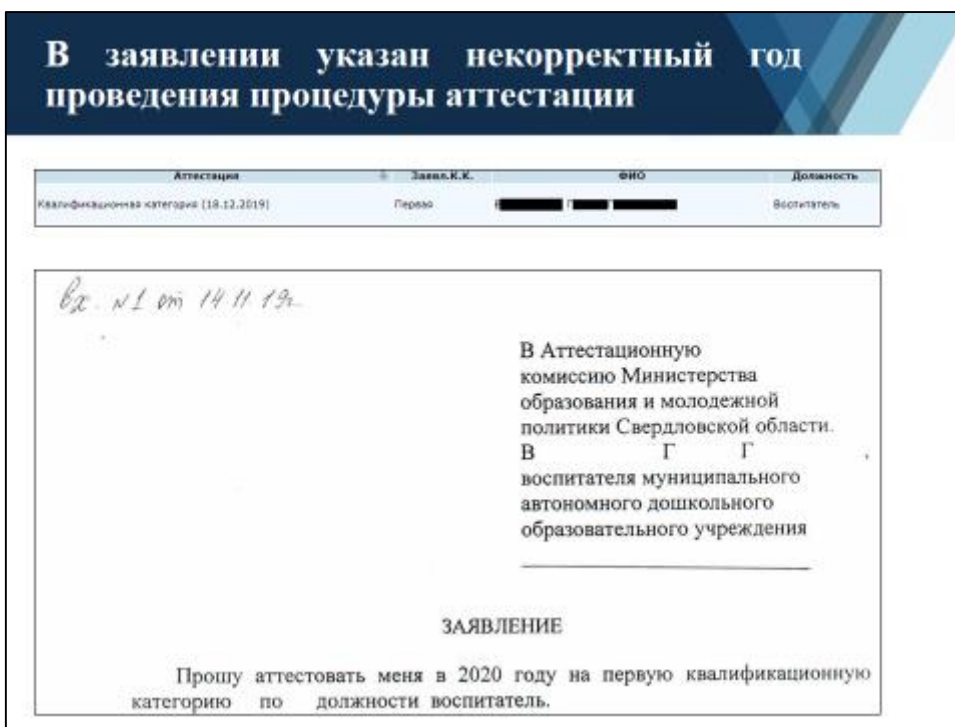 В заявлении указан некорректный год
проведения процедуры аттестации
Аттестация Заявл.К.К. ФИО Должность
Квалификационная категория (18.12.2019) Первая Воспитатель
вх. №1 от 14 11 19г.
В Аттестационную
комиссию Министерства
образования и молодежной
политики Свердловской области.
В Г Г ,
воспитателя муниципального
автономного дошкольного
образовательного учреждения
ЗАЯВЛЕНИЕ
Прошу аттестовать меня в 2020 году на первую квалификационную
категорию по должности воспитатель.